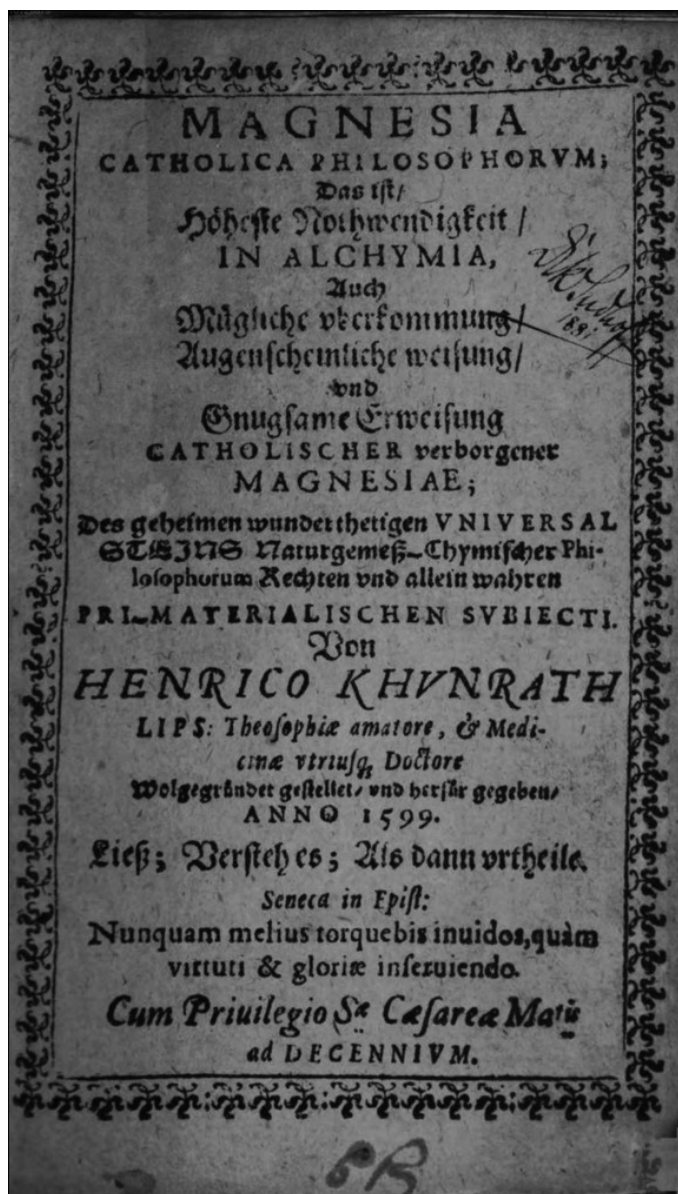 MAGNESIA
CATHOLICA PHILOSOPHORVM;
Das ist/
Höheste Nothwendigkeit /
IN ALCHYMIA,
Auch
Mügliche vberkommung/
Augenscheinliche weisung/
vnd
Gnugsame Erweisung
CATHOLISCHER verborgener
MAGNESIAE;
Des geheimen wunderthetigen VNIVERSAL
STEINS Naturgemeß-Chymischer Phi-
losophorum Rechten vnd allein wahren
PRI-MATERIALISCHEN SVBIECTI.
Von
HENRICO KHVNRATH
LIPS: Theosophiæ amatore, & Medi-
cinæ vtriusq; Doctore
Wolgegründet gestellet/ vnd herfür gegeben/
ANNO 1599.
Ließ; Versteh es; Als dann vrtheile.
Seneca in Epist:
Nunquam melius torquebis inuidos, quàm
virtuti & gloriæ inseruiendo.
Cum Priuilegio Sæ Cæsareæ Matis
ad DECENNIVM.
1891